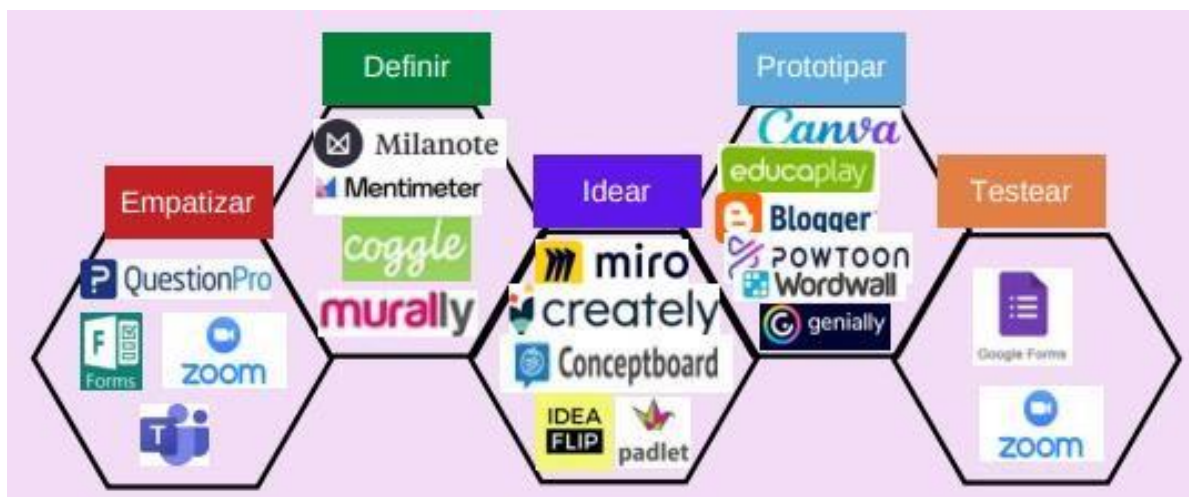 Empatizar
QuestionPro
F
Forms
zoom
T
Definir
Milanote
Mentimeter
coggle
murally
Idear
miro
creately
Conceptboard
IDEA
FLIP
padlet
Prototipar
Canva
educaplay
Blogger
POWTOON
Wordwall
genially
Testear
Google Forms
zoom